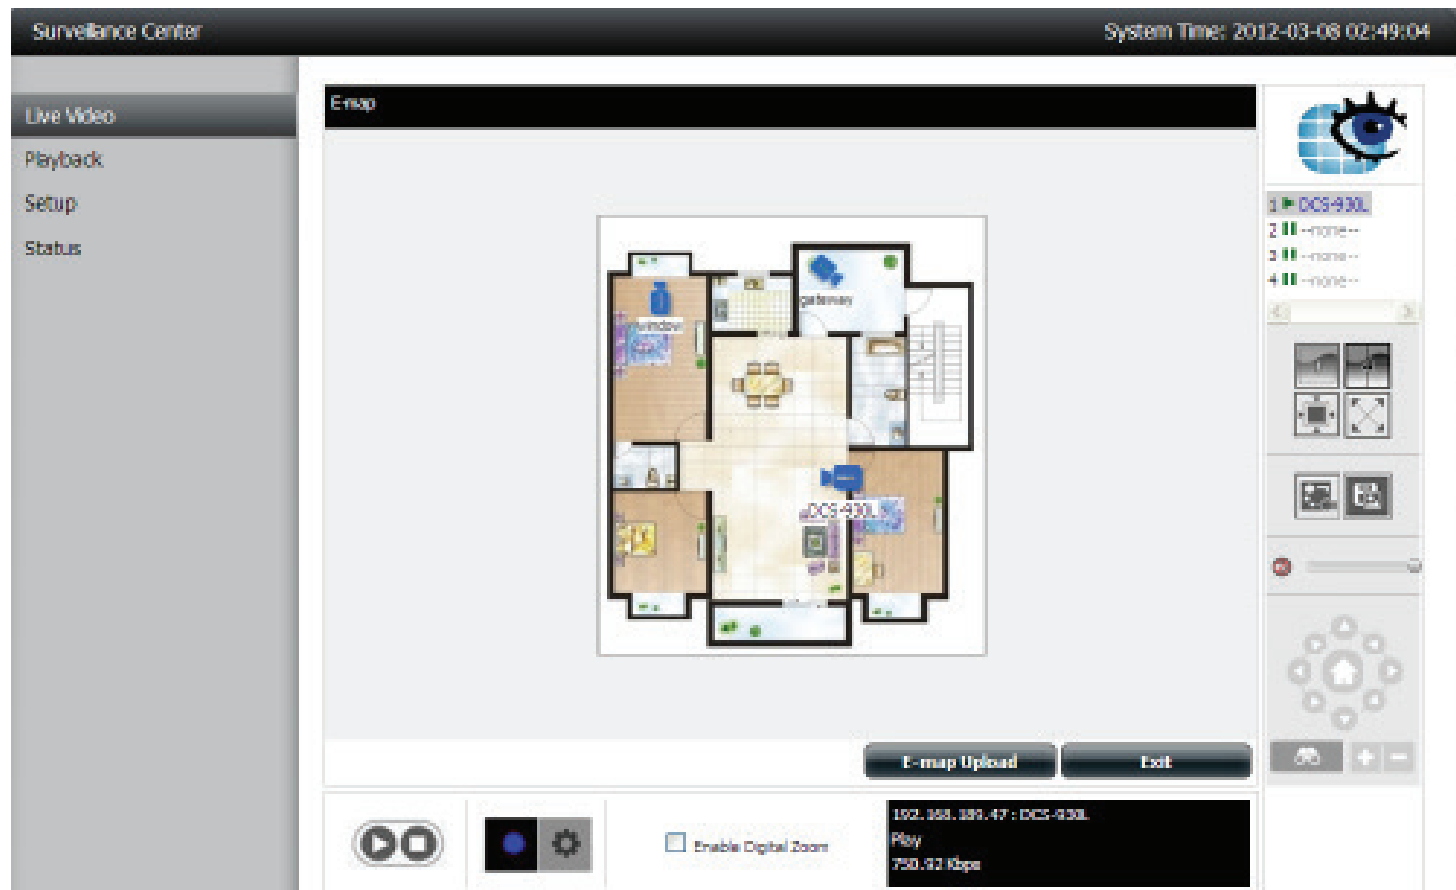 Surveillance Center
System Time: 2012-03-08 02:49:04
Live Video
Playback
Setup
Status
E-map
1 DCS-930L
2 --none--
3 --none--
4 --none--
gateway
window
DCS-930L
E-map Upload
Exit
Enable Digital Zoom
192.168.189.47 : DCS-930L
Play
750.92 Kbps